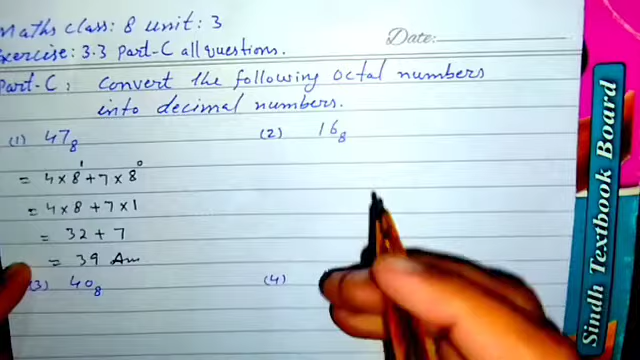 Maths class: 8 unit: 3
Exercise: 3.3 Part-C all questions.
Date:
Part-C: Convert the following octal numbers
into decimal numbers.
(1) 47₈
(2) 16₈
= 4×8¹+7×8⁰
= 4×8+7×1
= 32+7
= 39 Ans
(3) 40₈
(4)
Sindh Textbook Board